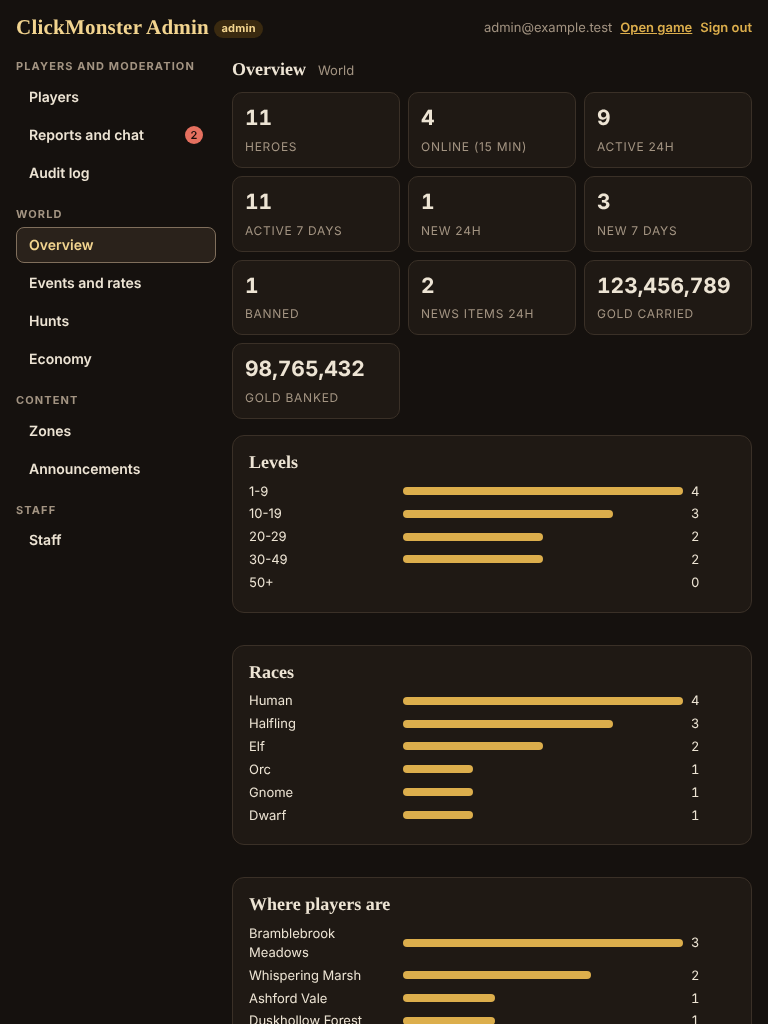 ClickMonster Admin admin
admin@example.test Open game Sign out
PLAYERS AND MODERATION
Players
Reports and chat 2
Audit log
WORLD
Overview
Events and rates
Hunts
Economy
CONTENT
Zones
Announcements
STAFF
Staff
Overview World
11
HEROES
4
ONLINE (15 MIN)
9
ACTIVE 24H
11
ACTIVE 7 DAYS
1
NEW 24H
3
NEW 7 DAYS
1
BANNED
2
NEWS ITEMS 24H
123,456,789
GOLD CARRIED
98,765,432
GOLD BANKED
Levels
1-9 4
10-19 3
20-29 2
30-49 2
50+ 0
Races
Human 4
Halfling 3
Elf 2
Orc 1
Gnome 1
Dwarf 1
Where players are
Bramblebrook
Meadows 3
Whispering Marsh 2
Ashford Vale 1
Duskhollow Forest 1